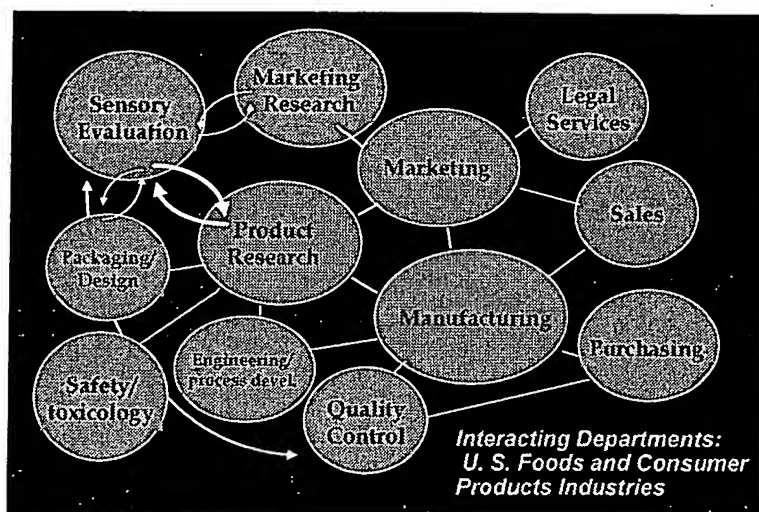 Sensory
Evaluation
Marketing
Research
Legal
Services
Marketing
Sales
Product
Research
Packaging/
Design
Manufacturing
Purchasing
Engineering/
process devel.
Safety/
toxicology
Quality
Control
Interacting Departments:
U. S. Foods and Consumer
Products Industries